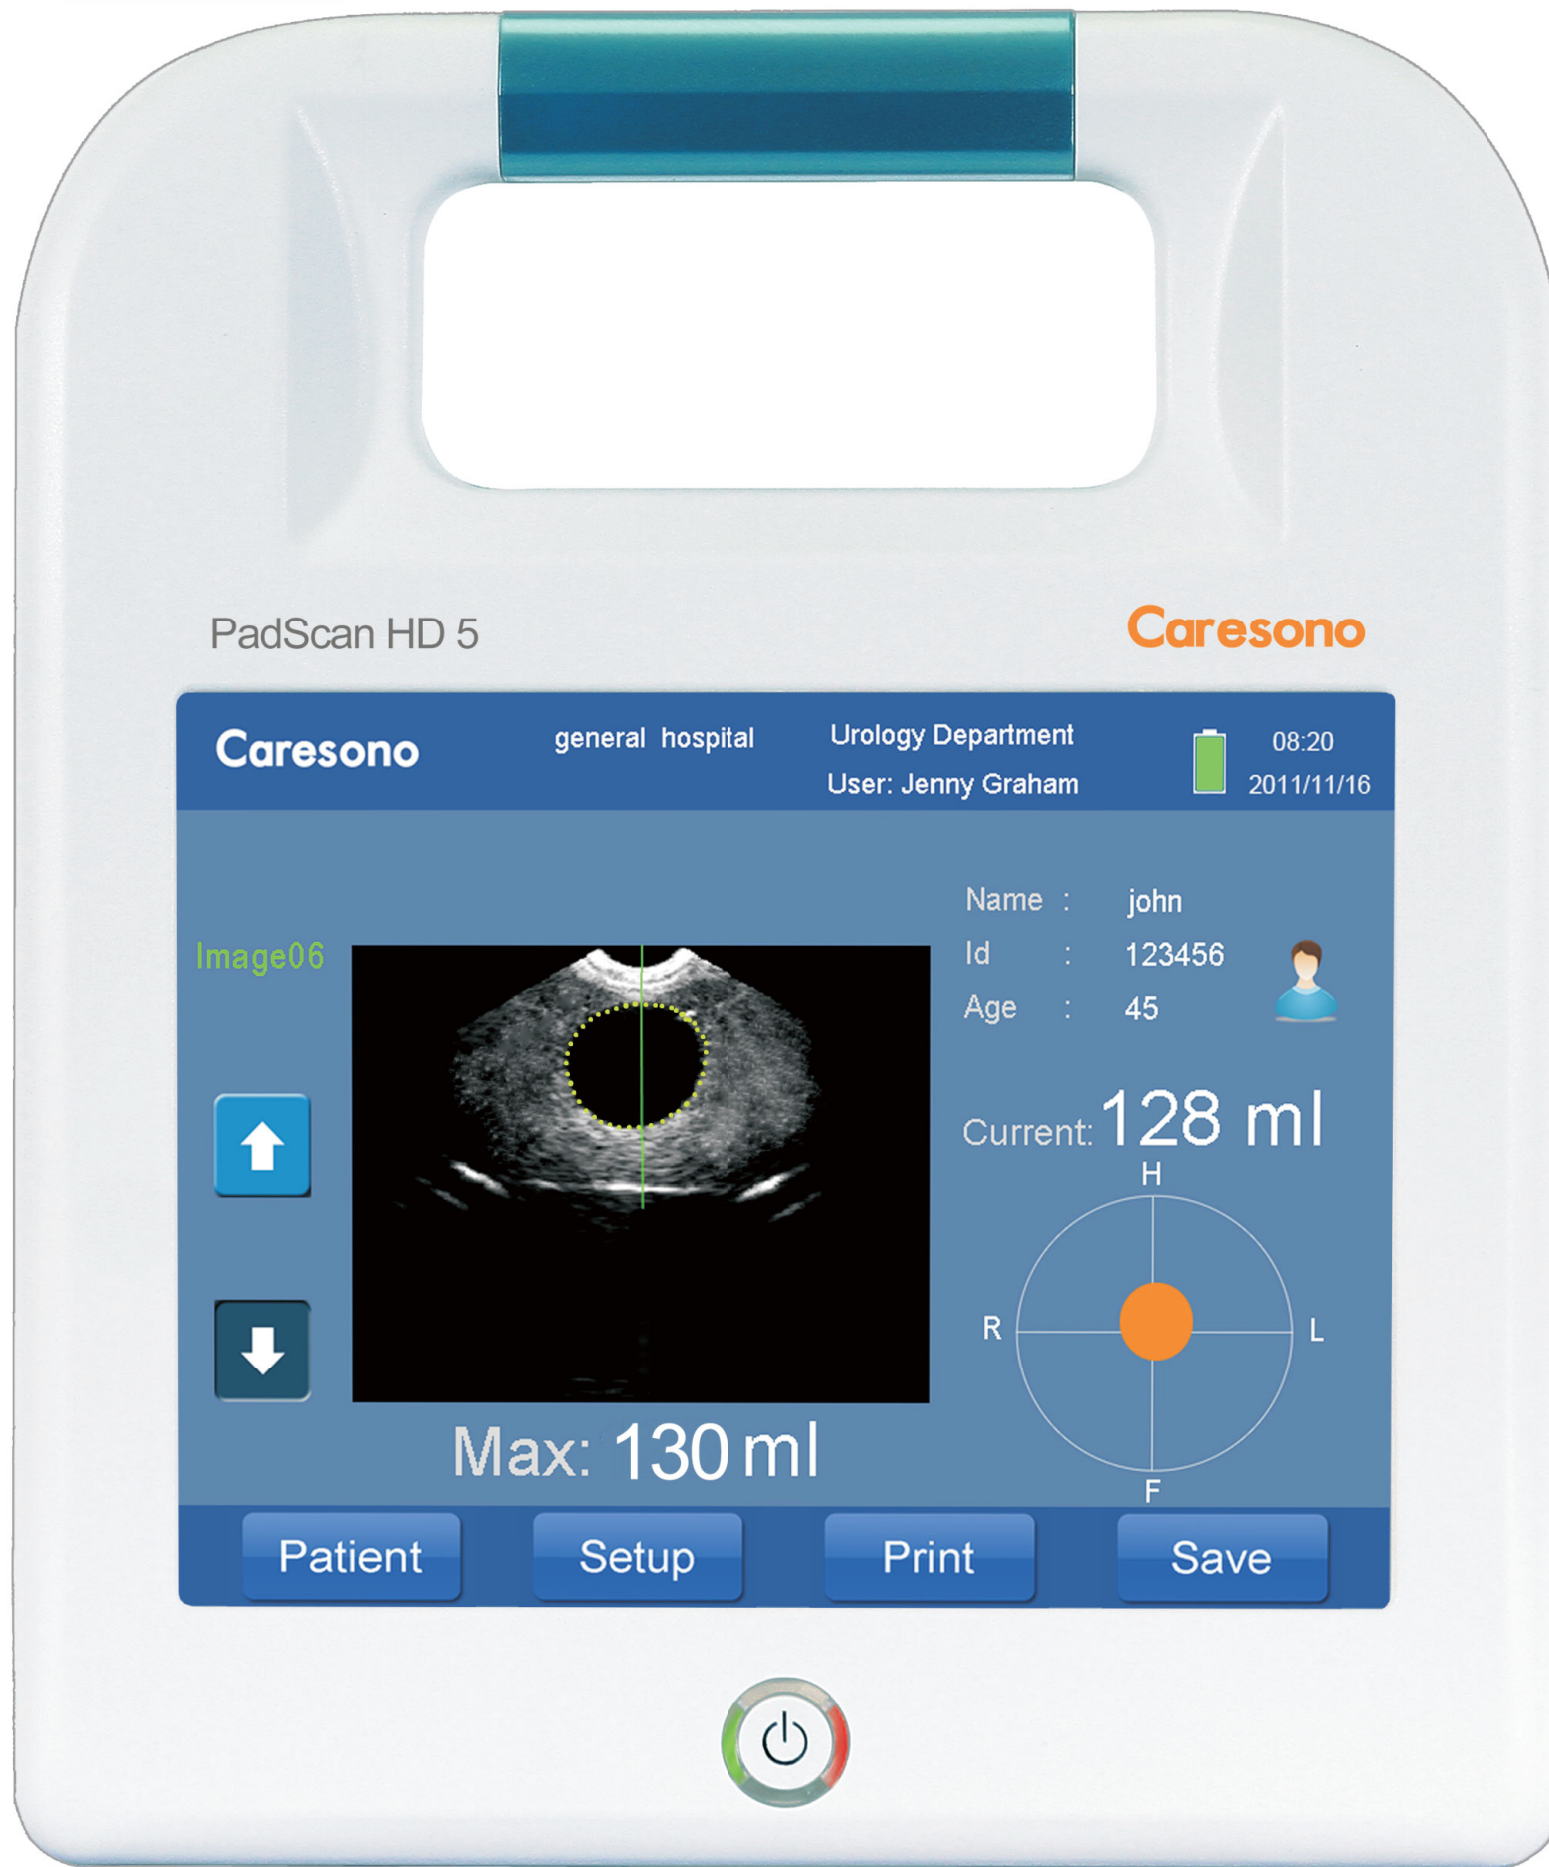 PadScan HD 5
Caresono
Caresono
general hospital
Urology Department
User: Jenny Graham
08:20
2011/11/16
Image06
Name : john
Id : 123456
Age : 45
Current: 128 ml
H
R
L
F
Max: 130 ml
Patient
Setup
Print
Save